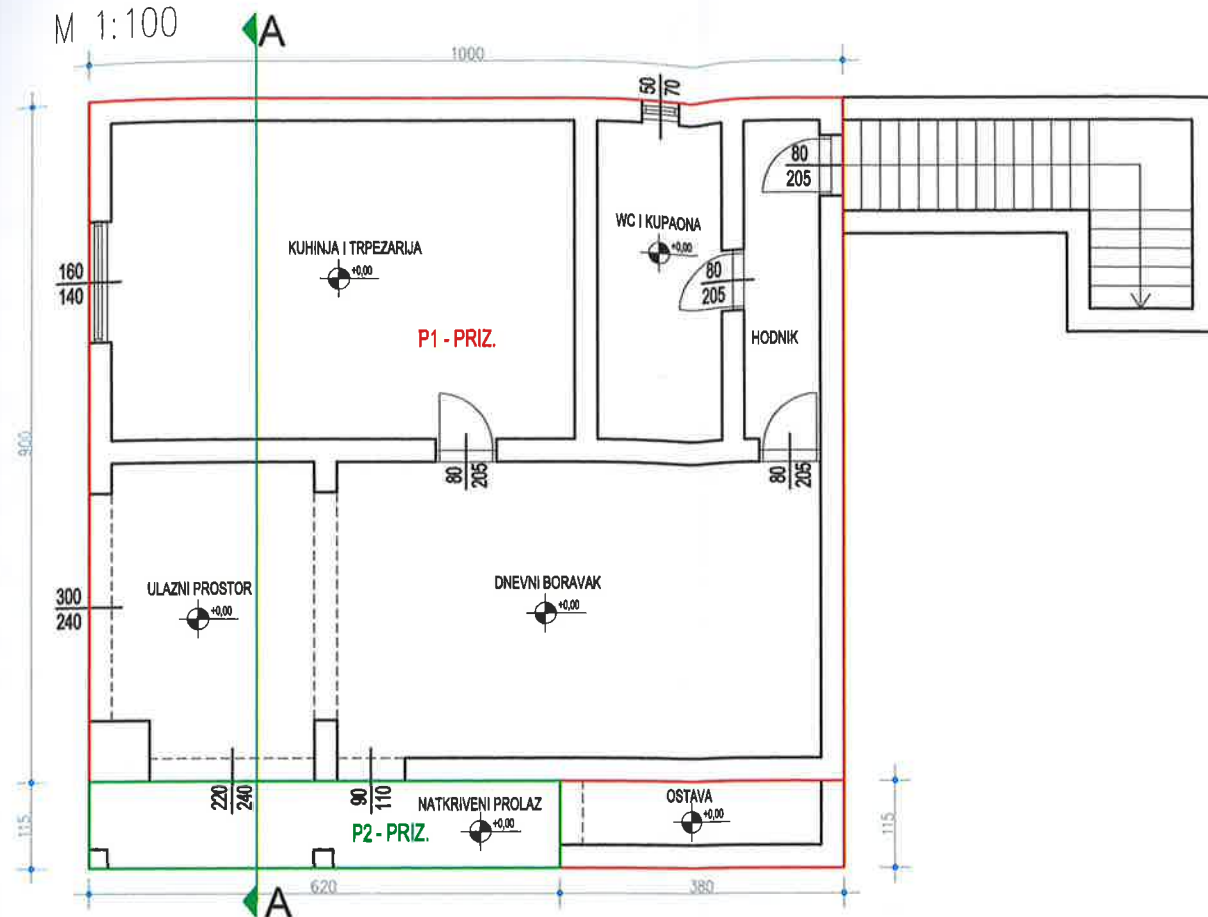 M 1:100
A
1000
50
70
80
205
WC I KUPAONA
+0,00
KUHINJA I TRPEZARIJA
+0,00
160
140
80
205
P1 - PRIZ.
HODNIK
900
80
205
80
205
ULAZNI PROSTOR
+0,00
DNEVNI BORAVAK
+0,00
300
240
220
240
90
110
NATKRIVENI PROLAZ
+0,00
OSTAVA
+0,00
115
P2 - PRIZ.
115
620
380
A